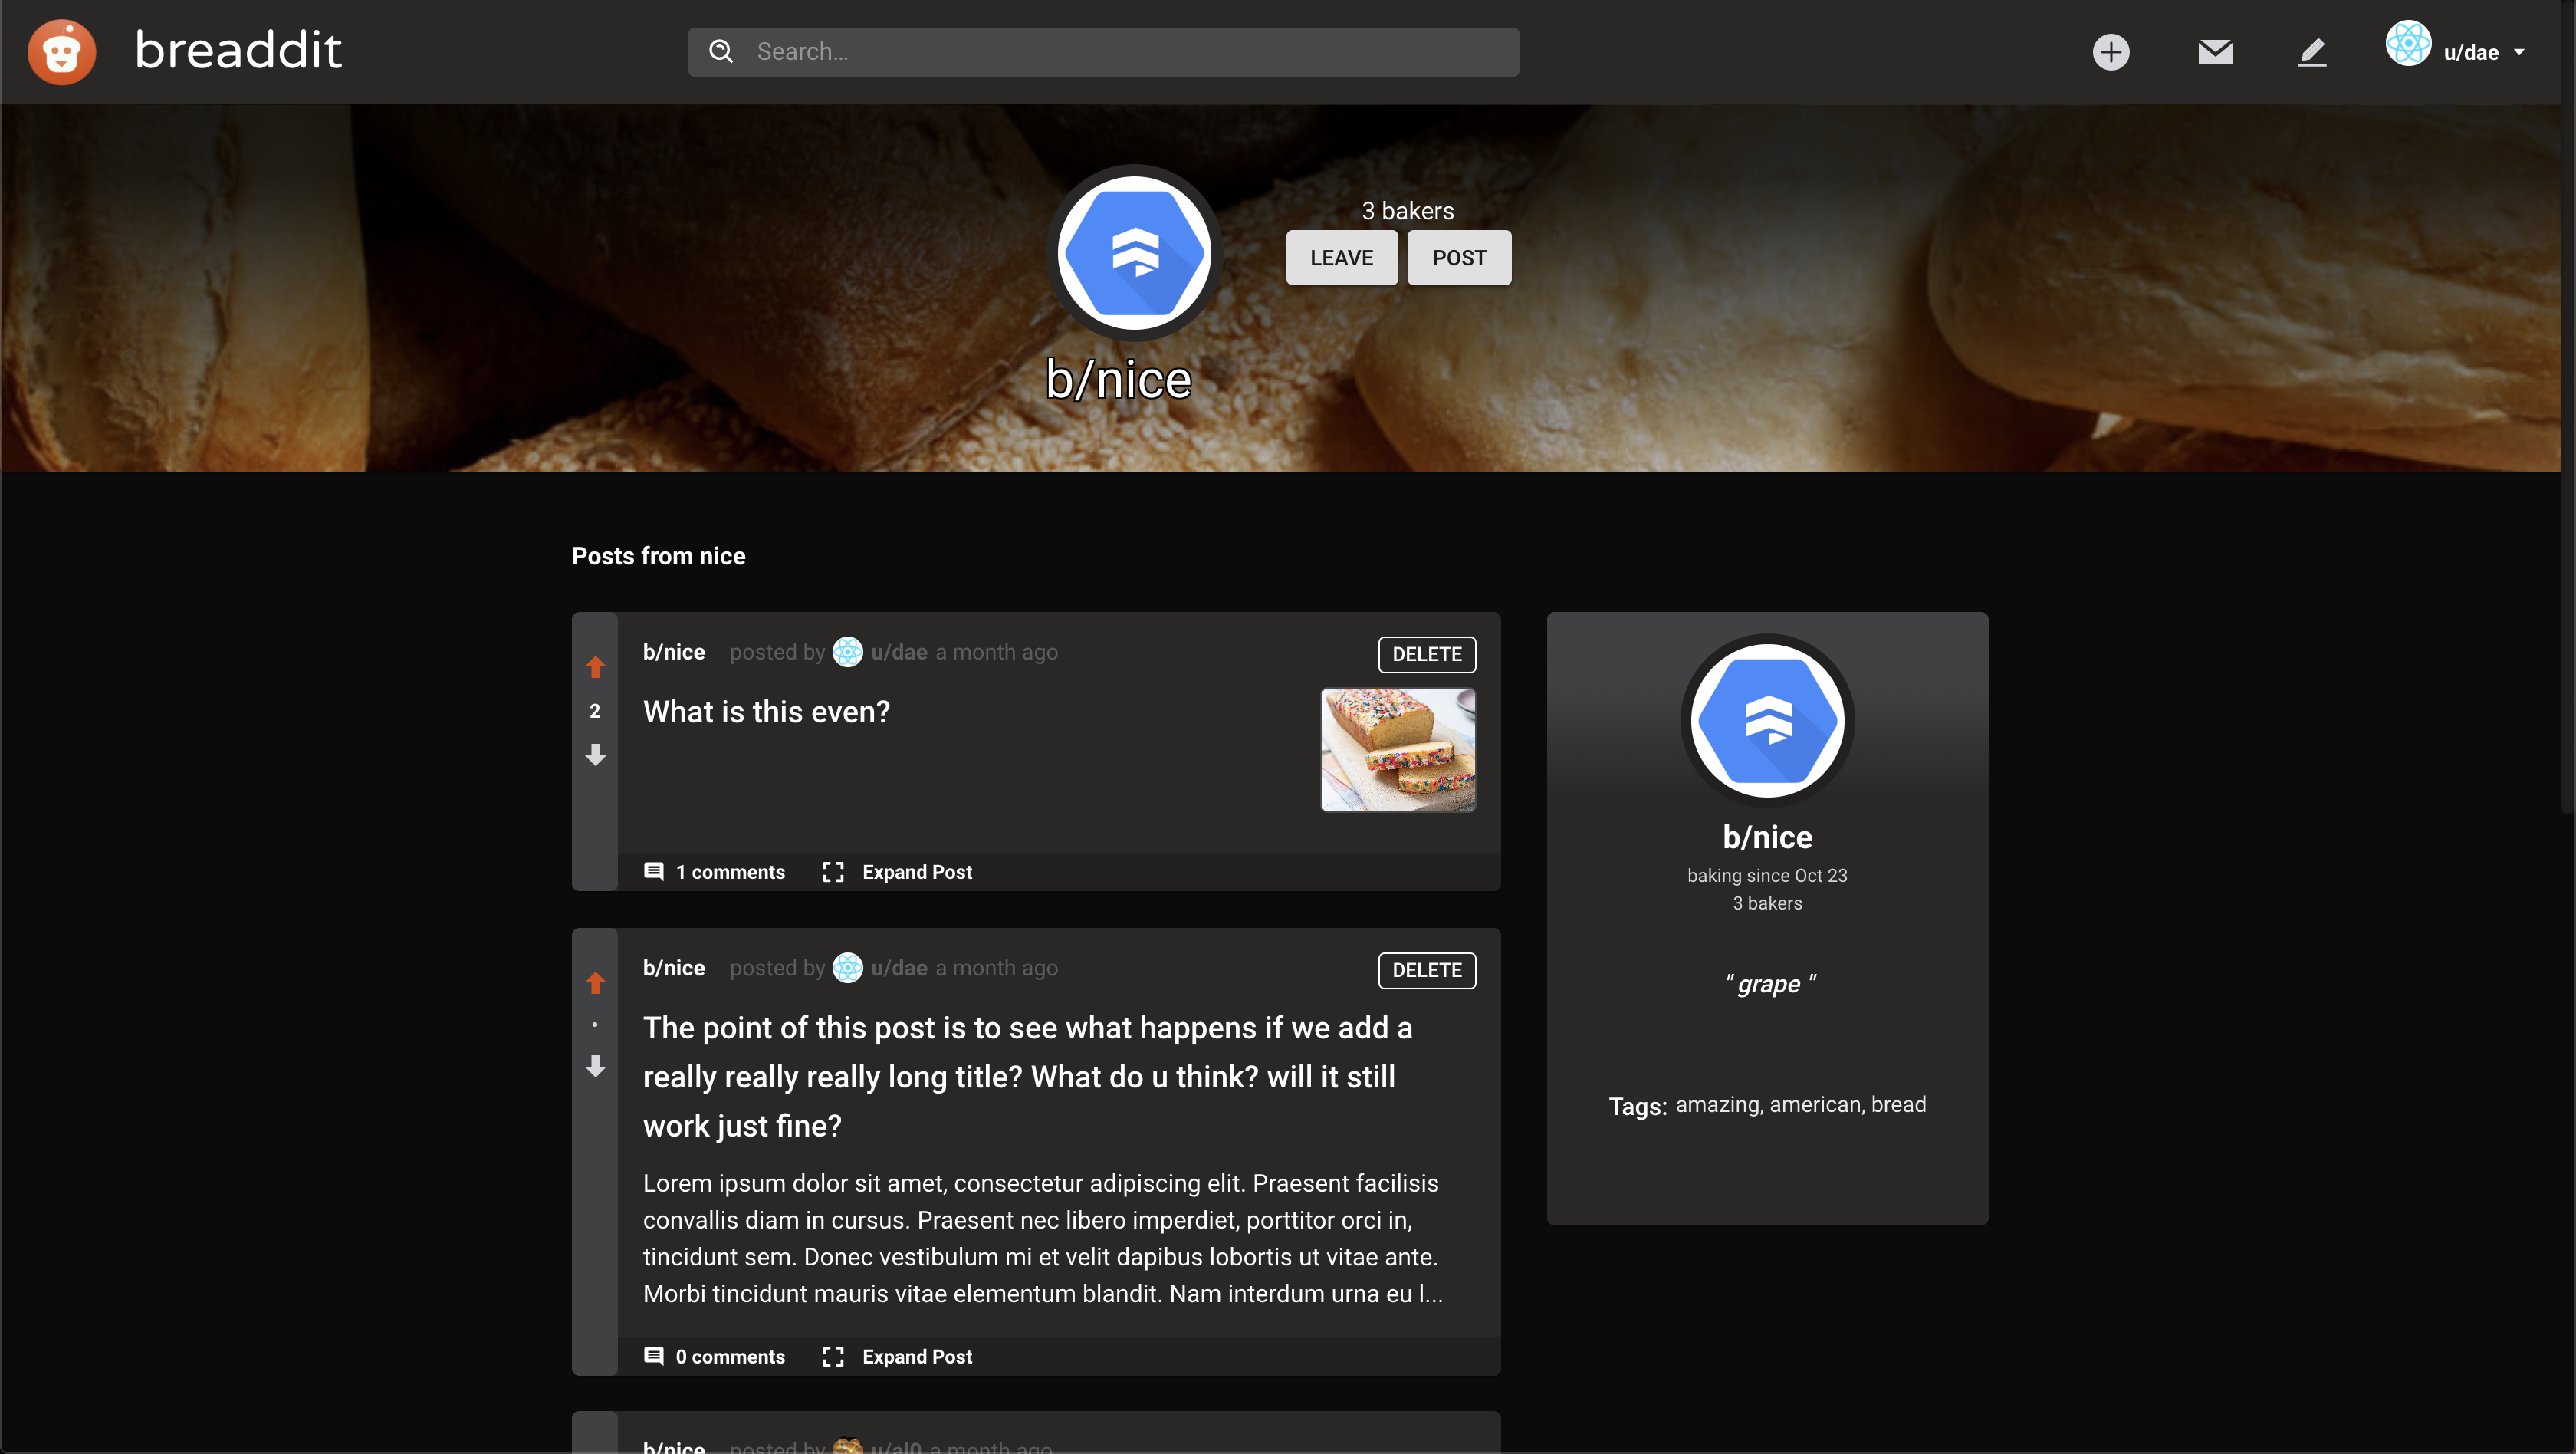 breaddit
Search...
u/dae
3 bakers
LEAVE
POST
b/nice
Posts from nice
b/nice posted by u/dae a month ago
DELETE
2
What is this even?
1 comments Expand Post
b/nice
baking since Oct 23
3 bakers
" grape "
Tags: amazing, american, bread
b/nice posted by u/dae a month ago
DELETE
The point of this post is to see what happens if we add a
really really really long title? What do u think? will it still
work just fine?
Lorem ipsum dolor sit amet, consectetur adipiscing elit. Praesent facilisis
convallis diam in cursus. Praesent nec libero imperdiet, porttitor orci in,
tincidunt sem. Donec vestibulum mi et velit dapibus lobortis ut vitae ante.
Morbi tincidunt mauris vitae elementum blandit. Nam interdum urna eu l...
0 comments Expand Post
b/nice posted by u/al0 a month ago